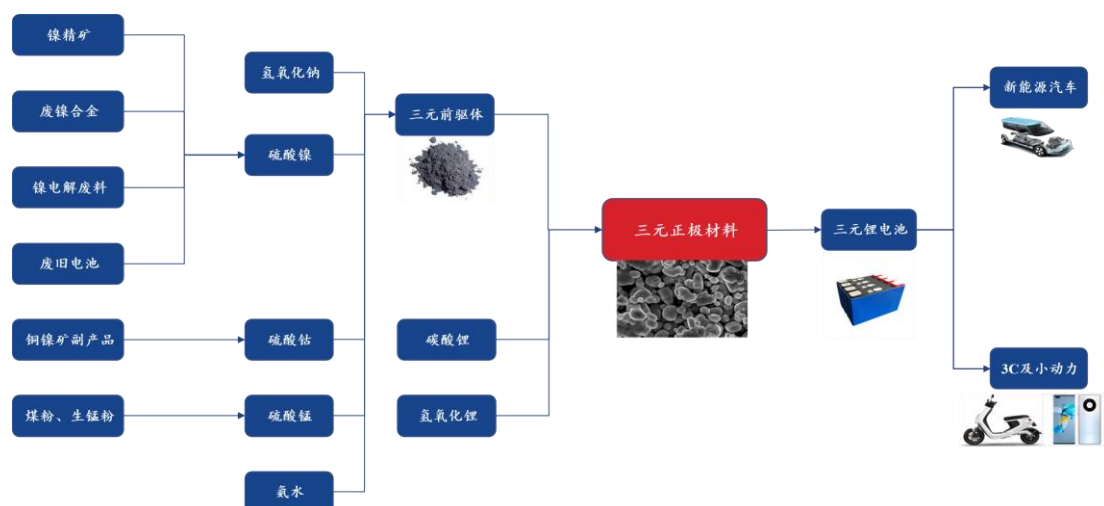 镍精矿
废镍合金
镍电解废料
废旧电池
铜镍矿副产品
煤粉、生锰粉
氢氧化钠
硫酸镍
硫酸钴
硫酸锰
氨水
三元前驱体
碳酸锂
氢氧化锂
三元正极材料
三元锂电池
新能源汽车
3C及小动力